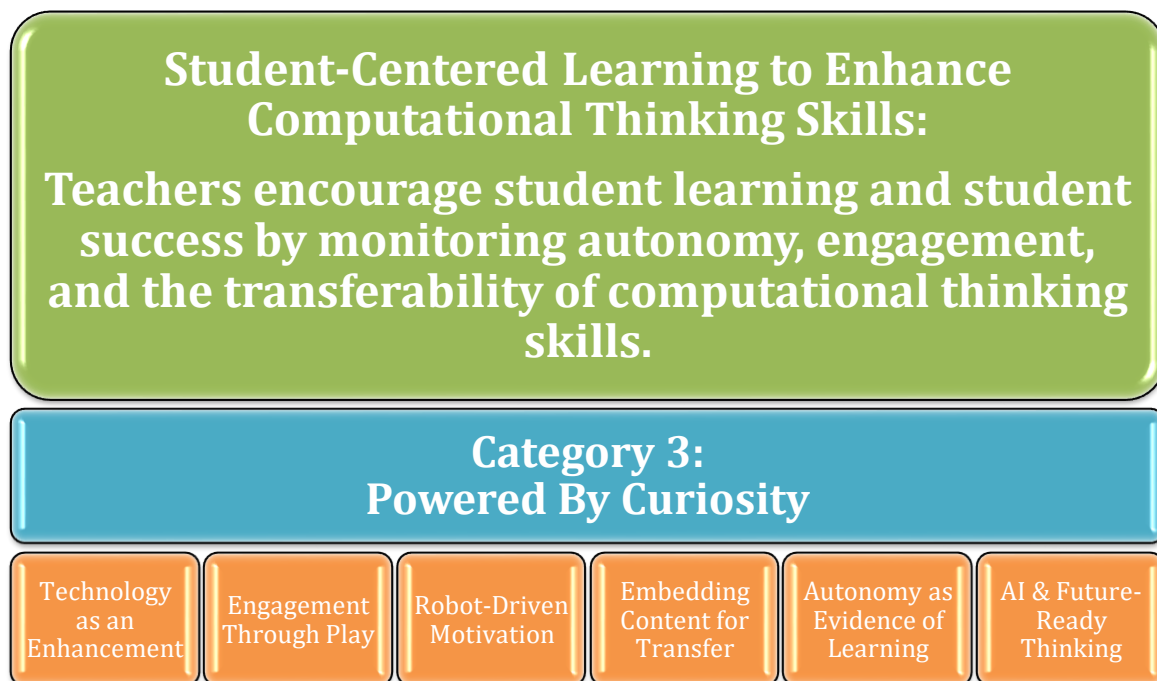 Student-Centered Learning to Enhance
Computational Thinking Skills:
Teachers encourage student learning and student
success by monitoring autonomy, engagement,
and the transferability of computational thinking
skills.
Category 3:
Powered By Curiosity
Technology
as an
Enhancement
Engagement
Through Play
Robot-Driven
Motivation
Embedding
Content for
Transfer
Autonomy as
Evidence of
Learning
AI & Future-
Ready
Thinking